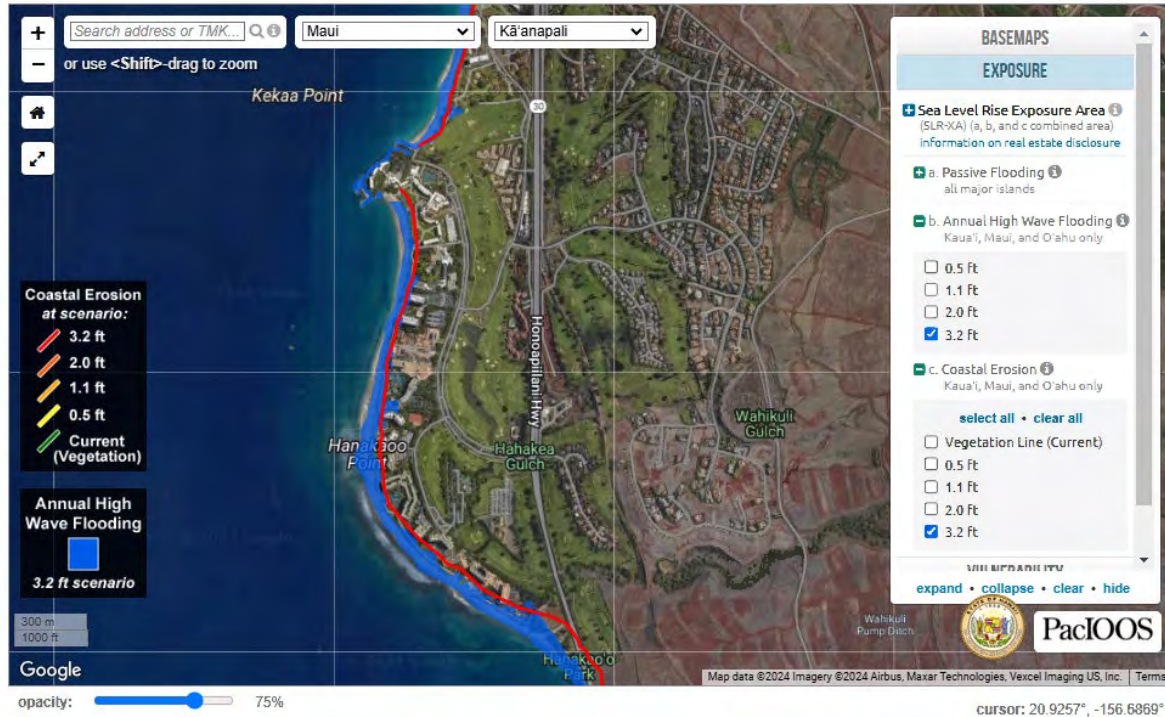 +
Search address or TMK...
Maui
Kā‘anapali
−
or use <Shift>-drag to zoom
BASEMAPS
EXPOSURE
Sea Level Rise Exposure Area
(SLR-XA) (a, b, and c combined area)
information on real estate disclosure
a. Passive Flooding
all major islands
b. Annual High Wave Flooding
Kaua‘i, Maui, and O‘ahu only
0.5 ft
1.1 ft
2.0 ft
3.2 ft
c. Coastal Erosion
Kaua‘i, Maui, and O‘ahu only
select all • clear all
Vegetation Line (Current)
0.5 ft
1.1 ft
2.0 ft
3.2 ft
VULNERABILITY
expand • collapse • clear • hide
Kekaa Point
30
Honoapiilani Hwy
Hanakaoo
Point
Hahakea
Gulch
Wahikuli
Gulch
Wahikuli
Pump Ditch
Hanakao'o
Park
Coastal Erosion
at scenario:
3.2 ft
2.0 ft
1.1 ft
0.5 ft
Current
(Vegetation)
Annual High
Wave Flooding
3.2 ft scenario
300 m
1000 ft
Google
PacIOOS
Map data ©2024 Imagery ©2024 Airbus, Maxar Technologies, Vexcel Imaging US, Inc.
Terms
opacity:
75%
cursor: 20.9257°, -156.6869°